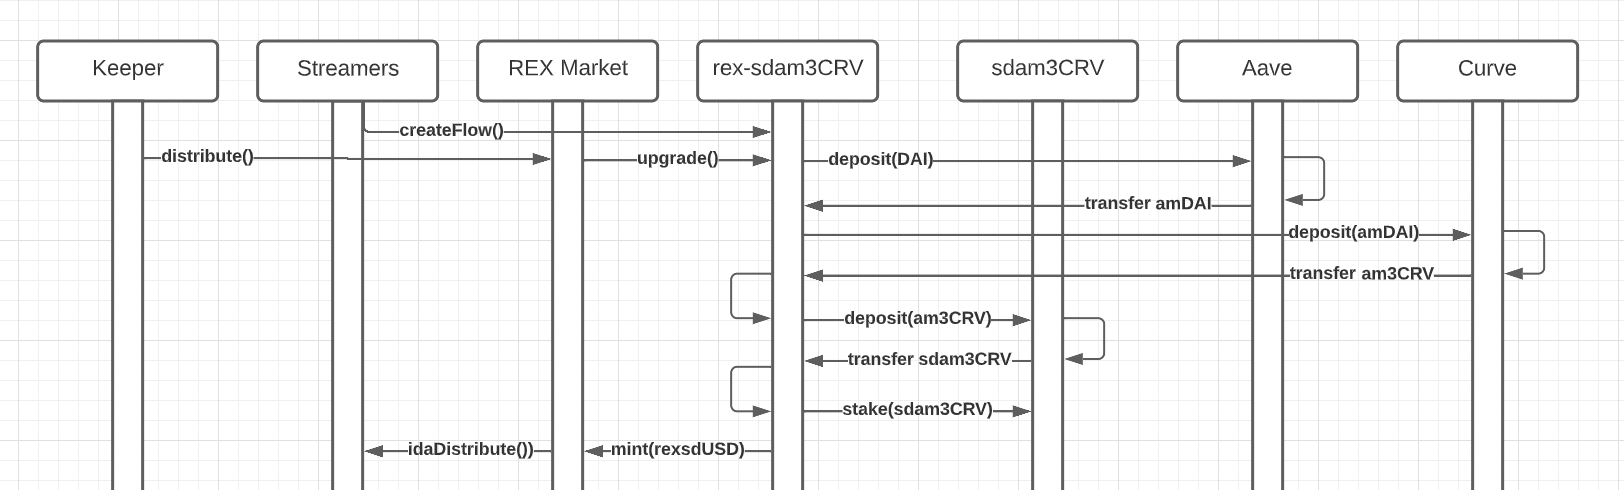 Keeper
Streamers
REX Market
rex-sdam3CRV
sdam3CRV
Aave
Curve
createFlow()
distribute()
upgrade()
deposit(DAI)
transfer amDAI
deposit(amDAI)
transfer am3CRV
deposit(am3CRV)
transfer sdam3CRV
stake(sdam3CRV)
idaDistribute())
mint(rexsdUSD)